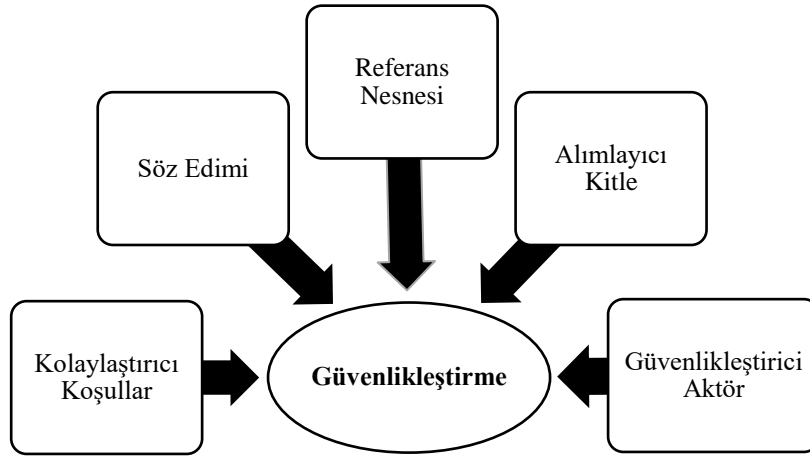 Referans
Nesnesi
Söz Edimi
Alımlayıcı
Kitle
Kolaylaştırıcı
Koşullar
Güvenlikleştirme
Güvenlikleştirici
Aktör